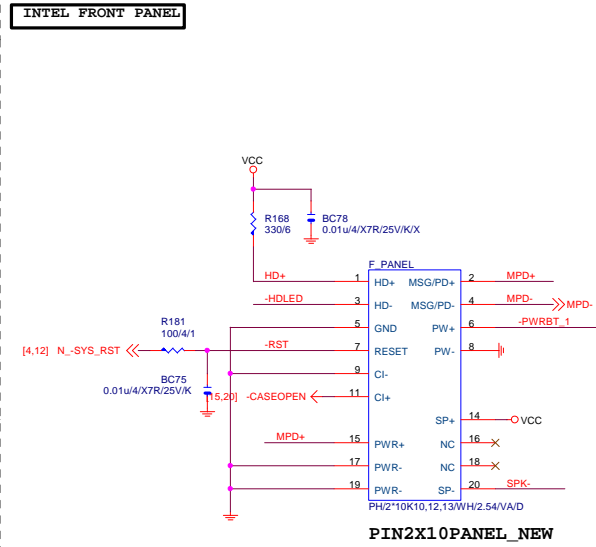 INTEL FRONT PANEL
VCC
R168
330/6
BC78
0.01u/4/X7R/25V/K/X
F_PANEL
HD+ 1 HD+ MSG/PD+ 2 MPD+
-HDLED 3 HD- MSG/PD- 4 MPD- MPD-
5 GND PW+ 6 -PWRBT_1
R181
100/4/1
[4,12] N_-SYS_RST -RST 7 RESET PW- 8
9 CI-
BC75
0.01u/4/X7R/25V/K
15,20] -CASEOPEN 11 CI+
SP+ 14 VCC
MPD+ 15 PWR+ NC 16
17 PWR- NC 18
19 PWR- SP- 20 SPK-
PH/2*10K10,12,13/WH/2.54/VA/D
PIN2X10PANEL_NEW